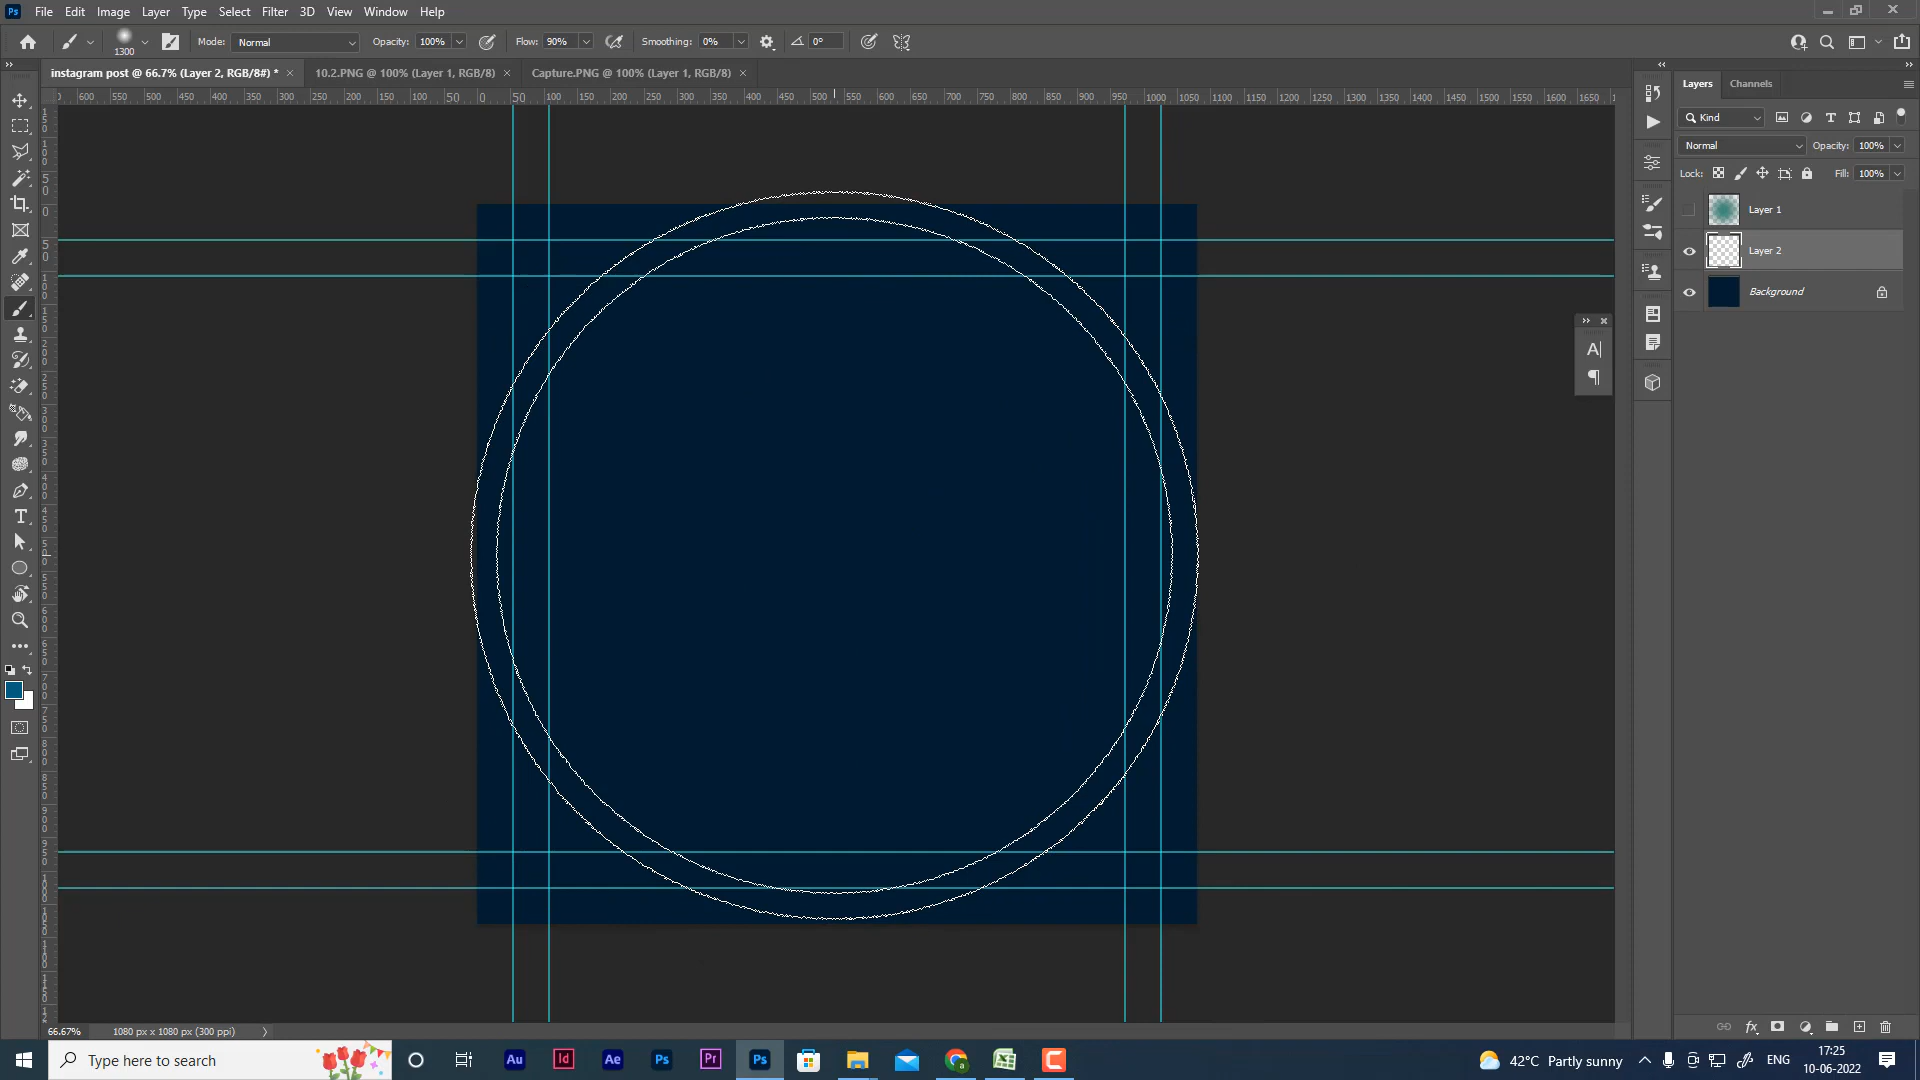 Ps File Edit Image Layer Type Select Filter 3D View Window Help
1300 Mode: Normal Opacity: 100% Flow: 90% Smoothing: 0% 0°
instagram post @ 66.7% (Layer 2, RGB/8#) * × 10.2.PNG @ 100% (Layer 1, RGB/8) × Capture.PNG @ 100% (Layer 1, RGB/8) ×
600 550 500 450 400 350 300 250 200 150 100 50 0 50 100 150 200 250 300 350 400 450 500 550 600 650 700 750 800 850 900 950 1000 1050 1100 1150 1200 1250 1300 1350 1400 1450 1500 1550 1600 1650
Layers Channels
Kind
Normal Opacity: 100%
Lock: Fill: 100%
Layer 1
Layer 2
Background
66.67% 1080 px x 1080 px (300 ppi)
Type here to search
Au Id Ae Ps Pr Ps
42°C Partly sunny ENG
17:25
10-06-2022